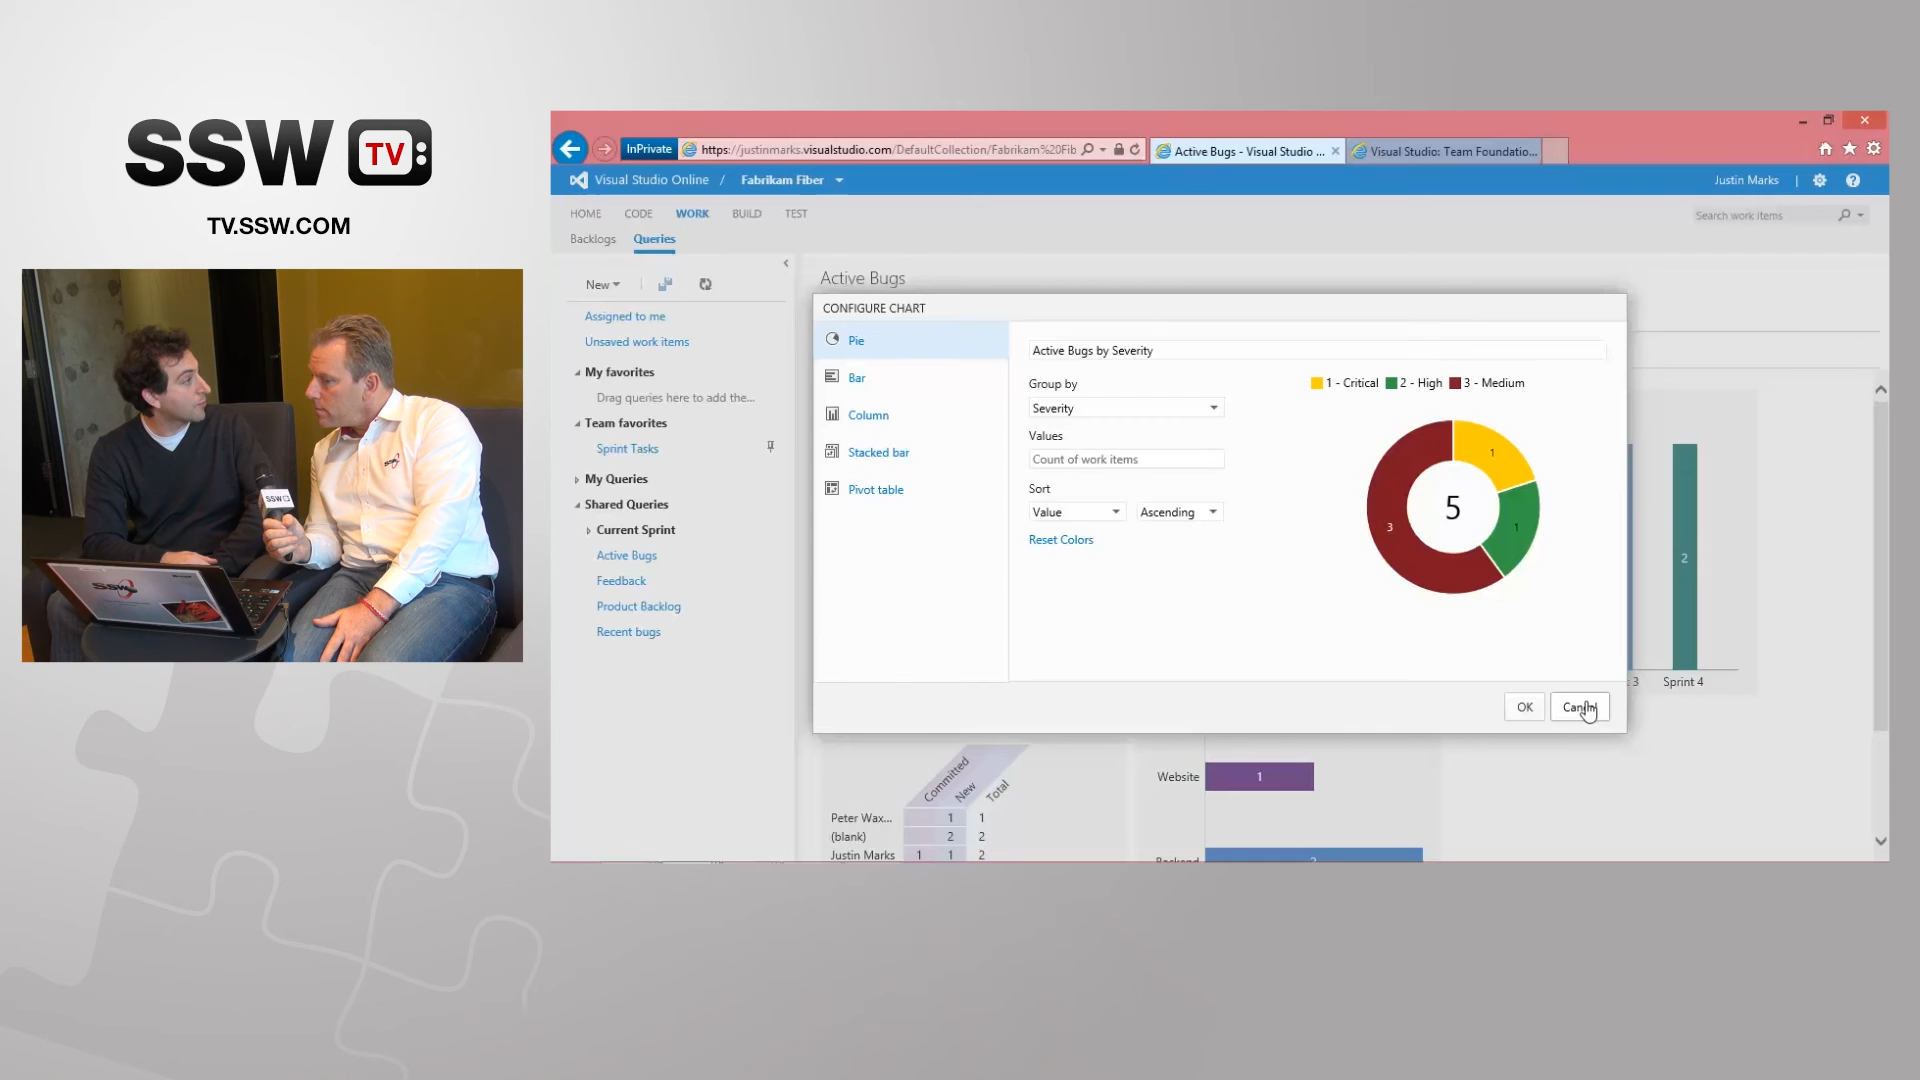 SSW TV:
TV.SSW.COM
SSW
SSW
InPrivate
https://justinmarks.visualstudio.com/DefaultCollection/Fabrikam%20Fib
Active Bugs - Visual Studio ...
Visual Studio: Team Foundatio...
Visual Studio Online / Fabrikam Fiber
Justin Marks |
HOME CODE WORK BUILD TEST
Search work items
Backlogs Queries
New
Assigned to me
Unsaved work items
My favorites
Drag queries here to add the...
Team favorites
Sprint Tasks
My Queries
Shared Queries
Current Sprint
Active Bugs
Feedback
Product Backlog
Recent bugs
Active Bugs
CONFIGURE CHART
Pie
Bar
Column
Stacked bar
Pivot table
Active Bugs by Severity
Group by
Severity
Values
Count of work items
Sort
Value Ascending
Reset Colors
1 - Critical 2 - High 3 - Medium
1
3 5 1
OK
2
3 Sprint 4
Committed New Total
Peter Wax... 1 1
(blank) 2 2
Justin Marks 1 1 2
Website 1